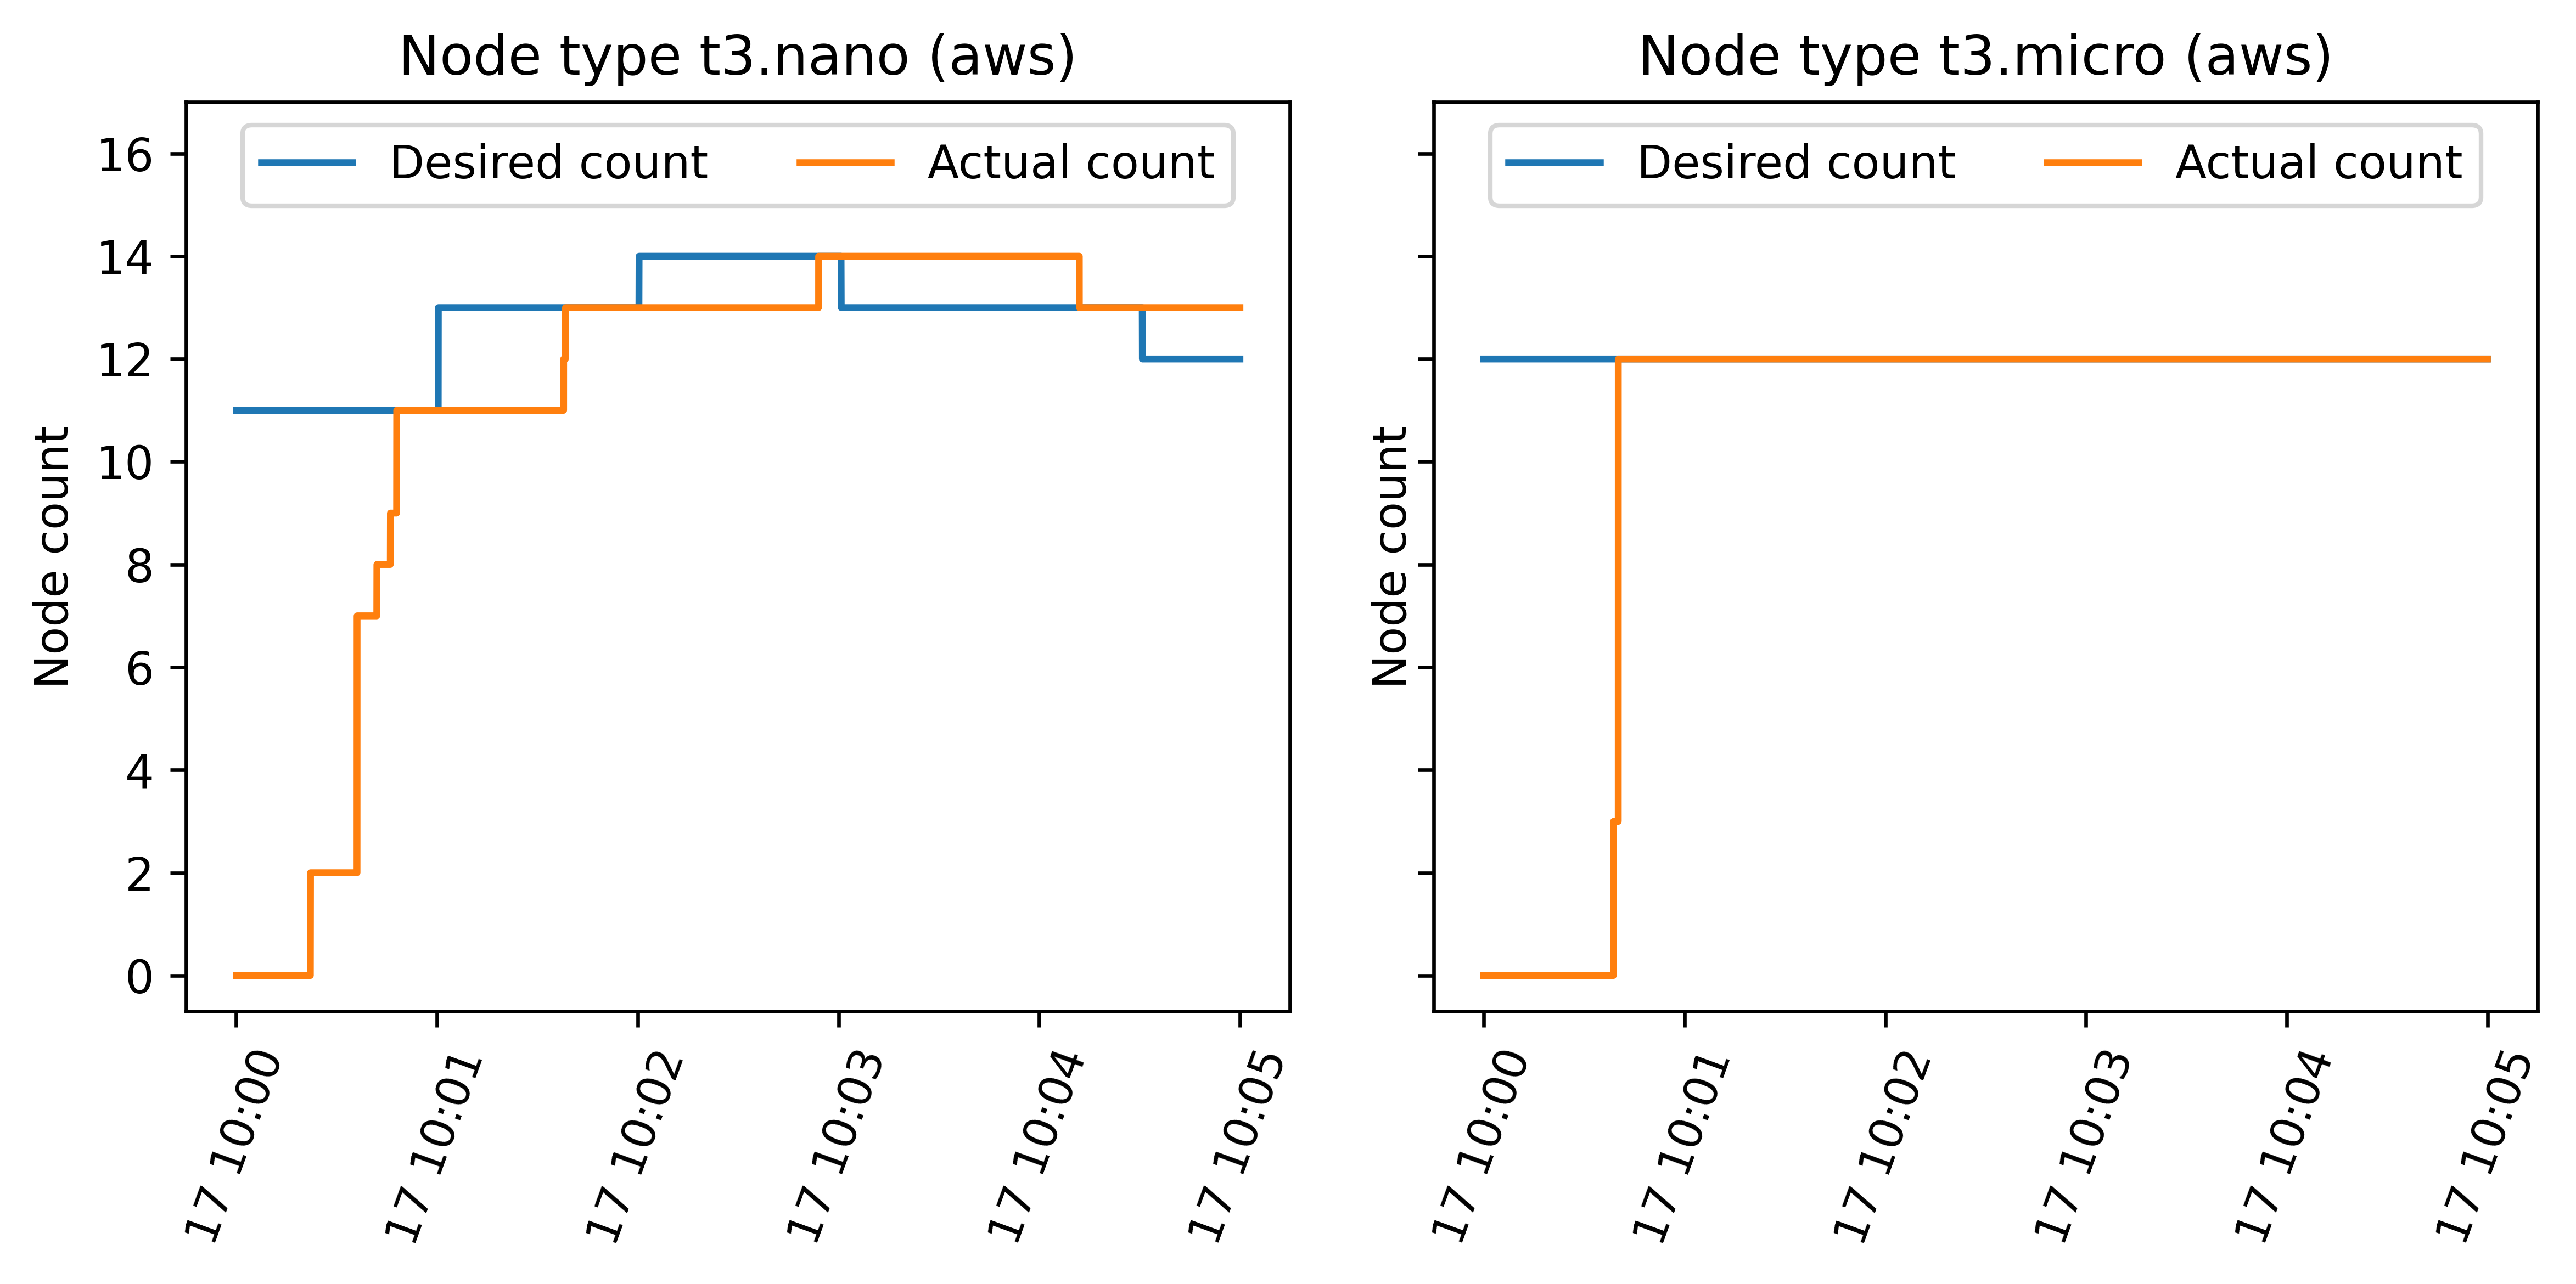 Node type t3.nano (aws)
Desired count
Actual count
Node count
16
14
12
10
8
6
4
2
0
17 10:00
17 10:01
17 10:02
17 10:03
17 10:04
17 10:05
Node type t3.micro (aws)
Desired count
Actual count
Node count
17 10:00
17 10:01
17 10:02
17 10:03
17 10:04
17 10:05